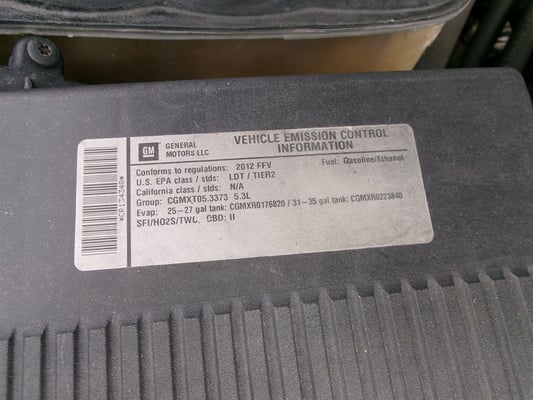 GM GENERAL MOTORS LLC
VEHICLE EMISSION CONTROL INFORMATION
Conforms to regulations: 2012 FFV Fuel: Gasoline/Ethanol
U.S. EPA class / stds: LDT / TIER2
California class / stds: N/A
Group: CGMXT05.3373 5.3L
Evap: 25-27 gal tank: CGMXR0176820 / 31-35 gal tank: CGMXR0223840
SFI/HO2S/TWC. OBD: II
*CP134348*